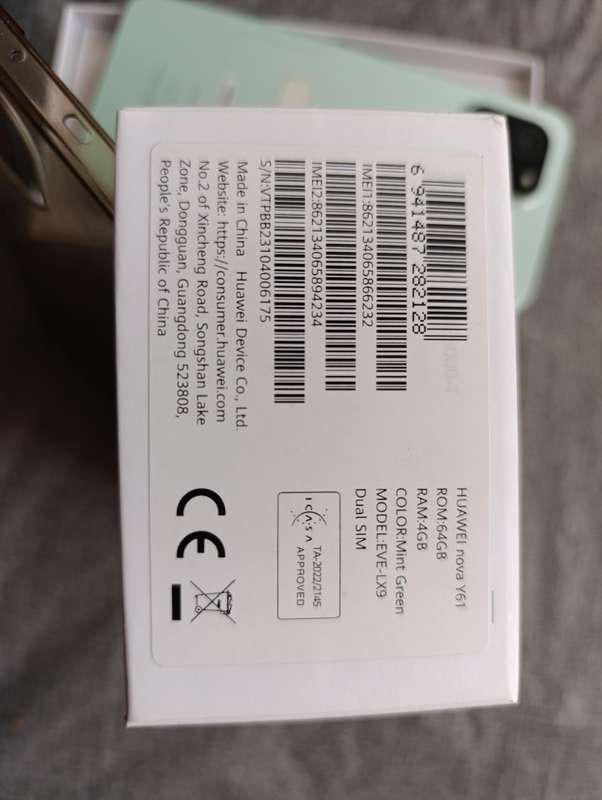 HUAWEI nova Y61
ROM:64GB
RAM:4GB
COLOR:Mint Green
MODEL:EVE-LX9
Dual SIM
6 941487 282128
IMEI1:862134065866232
IMEI2:862134065894234
S/N:VTPBB23104006175
ICASA TA-2022/2145
APPROVED
Made in China Huawei Device Co., Ltd.
Website: https://consumer.huawei.com
No.2 of Xincheng Road, Songshan Lake
Zone, Dongguan, Guangdong 523808,
People's Republic of China
CE